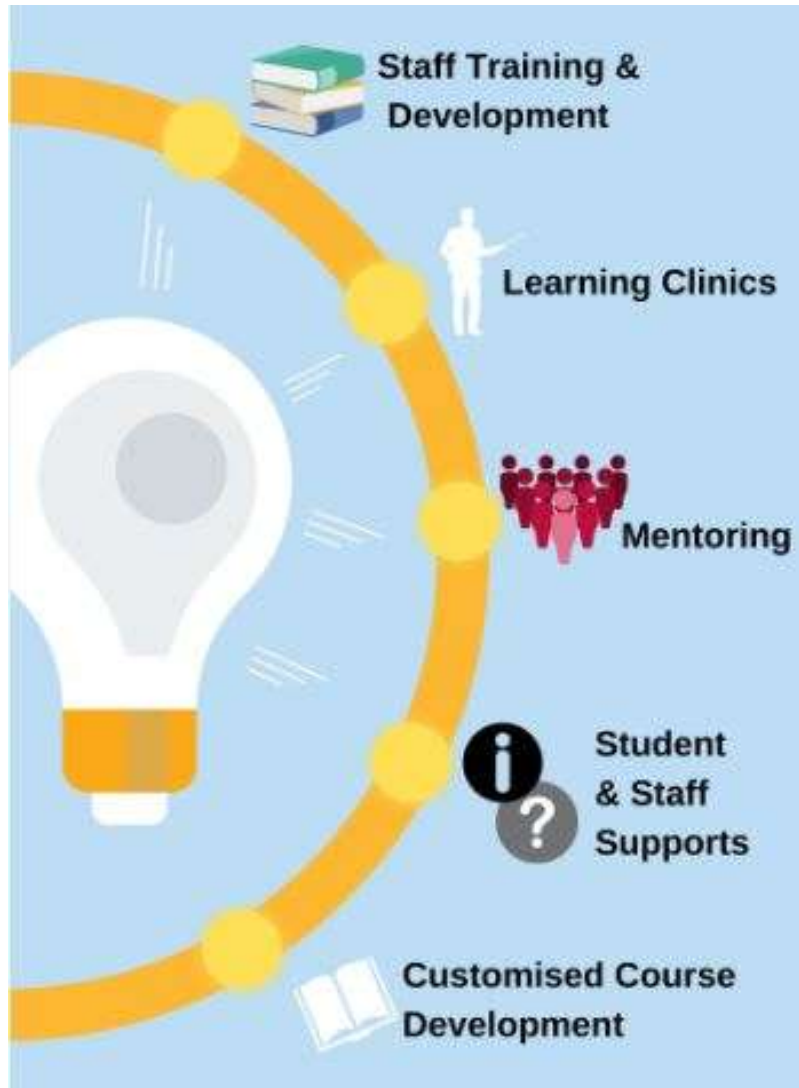 Staff Training &
Development
Learning Clinics
Mentoring
Student
& Staff
Supports
Customised Course
Development